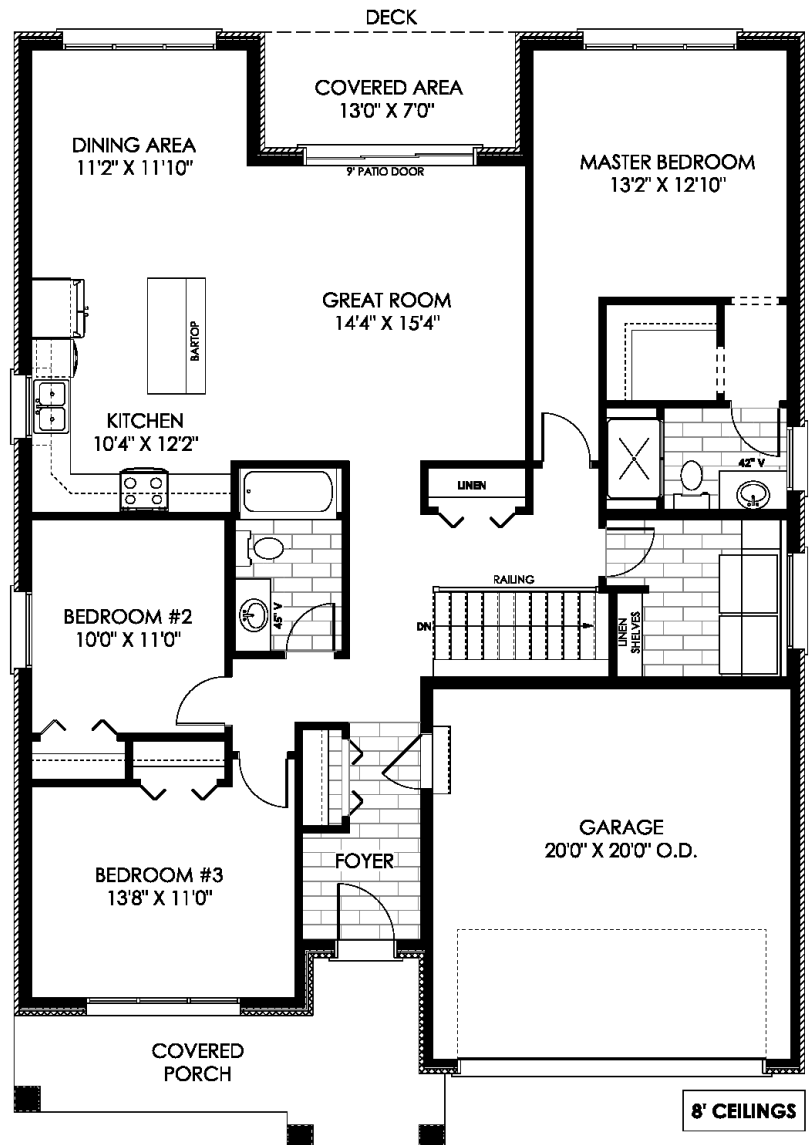 DECK
COVERED AREA
13'0" X 7'0"
9' PATIO DOOR
DINING AREA
11'2" X 11'10"
MASTER BEDROOM
13'2" X 12'10"
GREAT ROOM
14'4" X 15'4"
BARTOP
KITCHEN
10'4" X 12'2"
LINEN
42" V
RAILING
DN
LINEN
SHELVES
45" V
BEDROOM #2
10'0" X 11'0"
GARAGE
20'0" X 20'0" O.D.
FOYER
BEDROOM #3
13'8" X 11'0"
COVERED
PORCH
8' CEILINGS